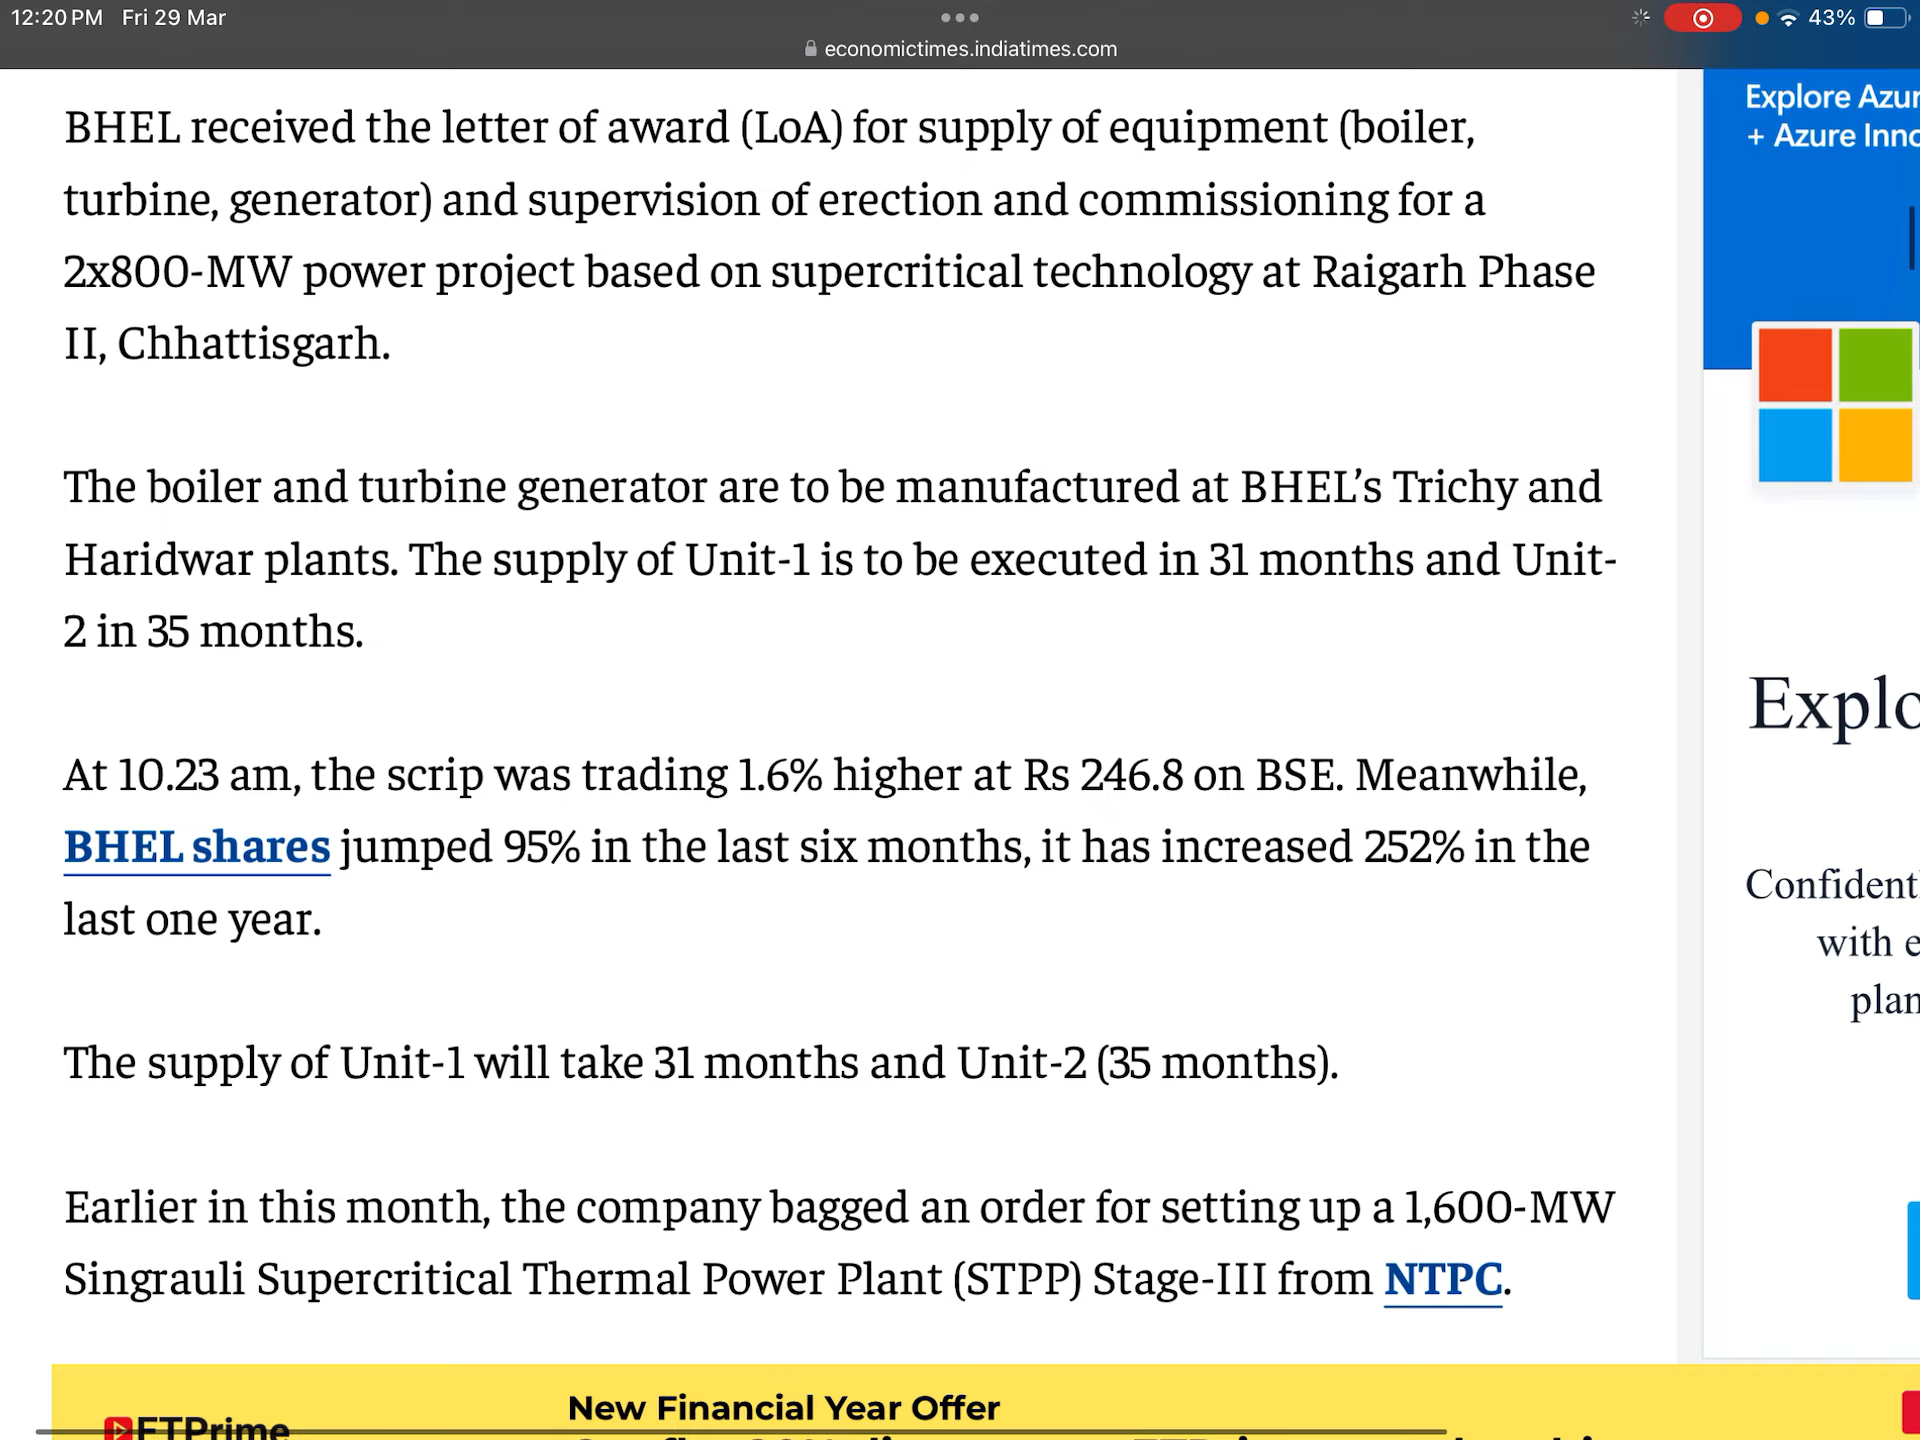 12:20 PM Fri 29 Mar
43%
economictimes.indiatimes.com
BHEL received the letter of award (LoA) for supply of equipment (boiler,
turbine, generator) and supervision of erection and commissioning for a
2x800-MW power project based on supercritical technology at Raigarh Phase
II, Chhattisgarh.
The boiler and turbine generator are to be manufactured at BHEL’s Trichy and
Haridwar plants. The supply of Unit-1 is to be executed in 31 months and Unit-
2 in 35 months.
At 10.23 am, the scrip was trading 1.6% higher at Rs 246.8 on BSE. Meanwhile,
BHEL shares jumped 95% in the last six months, it has increased 252% in the
last one year.
The supply of Unit-1 will take 31 months and Unit-2 (35 months).
Earlier in this month, the company bagged an order for setting up a 1,600-MW
Singrauli Supercritical Thermal Power Plant (STPP) Stage-III from NTPC.
Explore Azur
+ Azure Inno
Explo
Confidentl
with e
plan
ETPrime
New Financial Year Offer